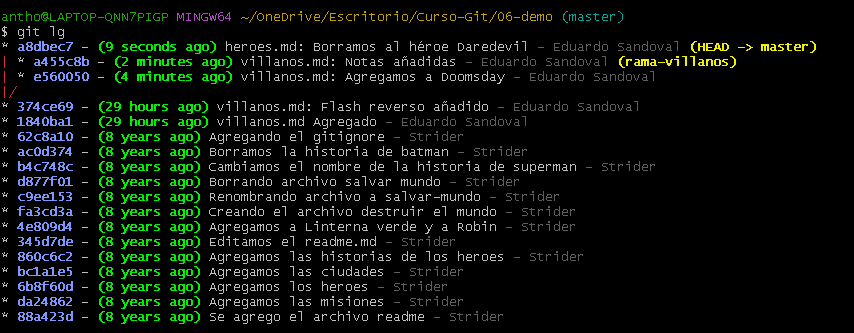 antho@LAPTOP-QNN7PIGP MINGW64 ~/OneDrive/Escritorio/Curso-Git/06-demo (master)
$ git lg
* a8dbec7 - (9 seconds ago) heroes.md: Borramos al héroe Daredevil - Eduardo Sandoval (HEAD -> master)
| * a455c8b - (2 minutes ago) villanos.md: Notas añadidas - Eduardo Sandoval (rama-villanos)
| * e560050 - (4 minutes ago) villanos.md: Agregamos a Doomsday - Eduardo Sandoval
|/
* 374ce69 - (29 hours ago) villanos.md: Flash reverso añadido - Eduardo Sandoval
* 1840ba1 - (29 hours ago) villanos.md Agregado - Eduardo Sandoval
* 62c8a10 - (8 years ago) Agregando el gitignore - Strider
* ac0d374 - (8 years ago) Borramos la historia de batman - Strider
* b4c748c - (8 years ago) Cambiamos el nombre de la historia de superman - Strider
* d877f01 - (8 years ago) Borrando archivo salvar mundo - Strider
* c9ee153 - (8 years ago) Renombrando archivo a salvar-mundo - Strider
* fa3cd3a - (8 years ago) Creando el archivo destruir el mundo - Strider
* 4e809d4 - (8 years ago) Agregamos a Linterna verde y a Robin - Strider
* 345d7de - (8 years ago) Editamos el readme.md - Strider
* 860c6c2 - (8 years ago) Agregamos las historias de los heroes - Strider
* bc1a1e5 - (8 years ago) Agregamos las ciudades - Strider
* 6b8f60d - (8 years ago) Agregamos los heroes - Strider
* da24862 - (8 years ago) Agregamos las misiones - Strider
* 88a423d - (8 years ago) Se agrego el archivo readme - Strider